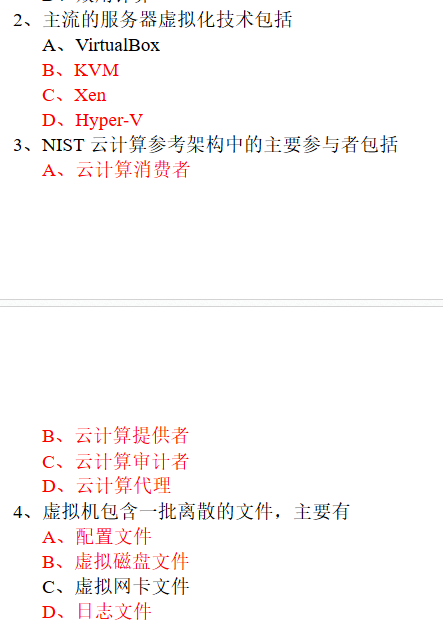 2、主流的服务器虚拟化技术包括
A、VirtualBox
B、KVM
C、Xen
D、Hyper-V
3、NIST 云计算参考架构中的主要参与者包括
A、云计算消费者
B、云计算提供者
C、云计算审计者
D、云计算代理
4、虚拟机包含一批离散的文件，主要有
A、配置文件
B、虚拟磁盘文件
C、虚拟网卡文件
D、日志文件